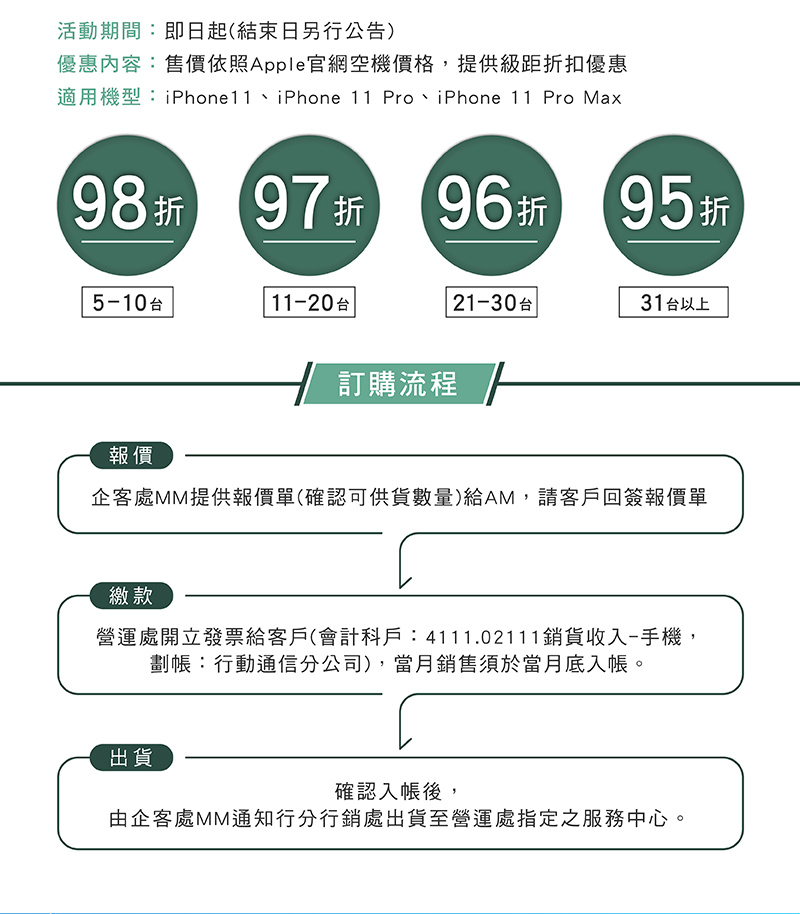 活動期間：即日起(結束日另行公告)
優惠內容：售價依照Apple官網空機價格，提供級距折扣優惠
適用機型：iPhone11、iPhone 11 Pro、iPhone 11 Pro Max
98折
97折
96折
95折
5-10台
11-20台
21-30台
31台以上
訂購流程
報價
企客處MM提供報價單(確認可供貨數量)給AM，請客戶回簽報價單
繳款
營運處開立發票給客戶(會計科戶：4111.02111銷貨收入-手機，
劃帳：行動通信分公司)，當月銷售須於當月底入帳。
出貨
確認入帳後，
由企客處MM通知行分行銷處出貨至營運處指定之服務中心。